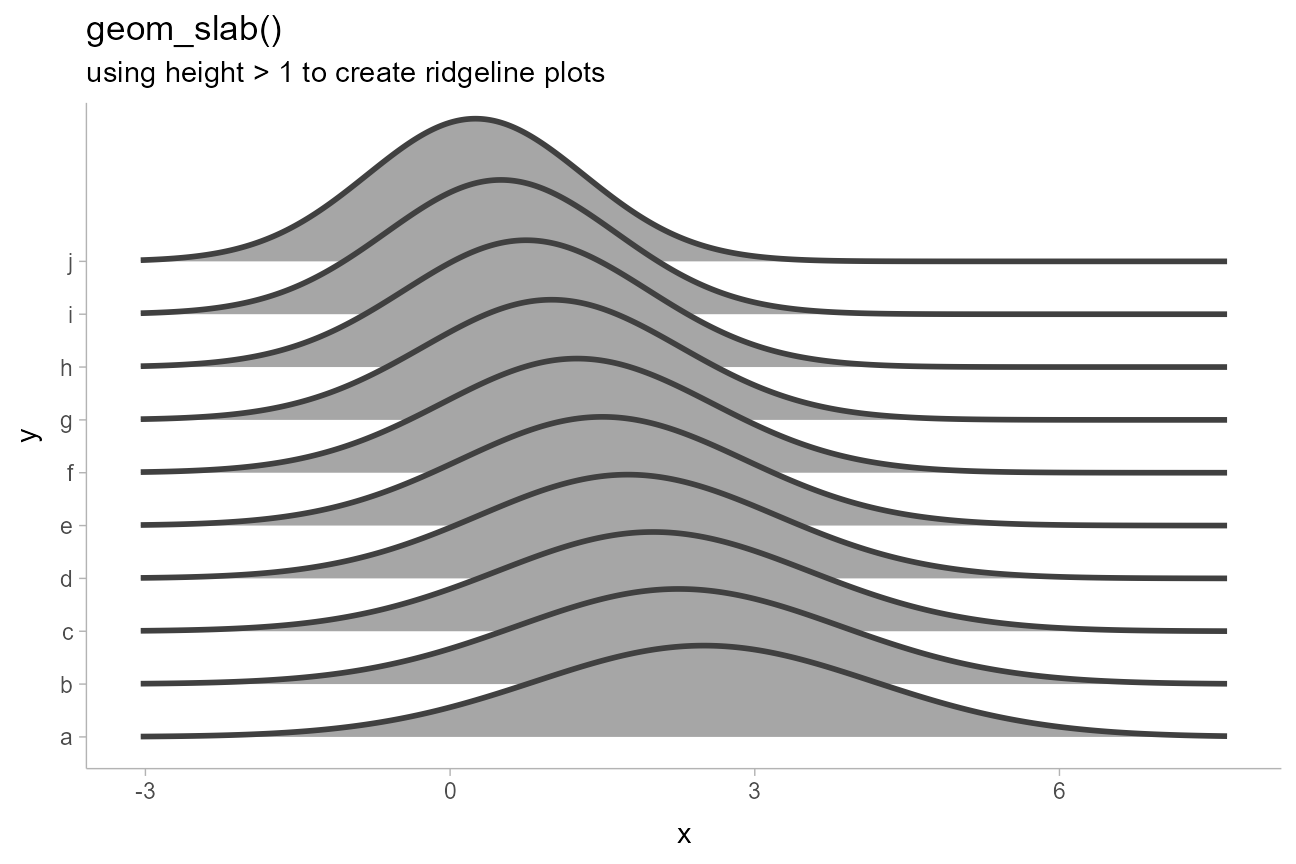 geom_slab()
using height > 1 to create ridgeline plots
j
i
h
g
y
f
e
d
c
b
a
-3 0 3 6
x